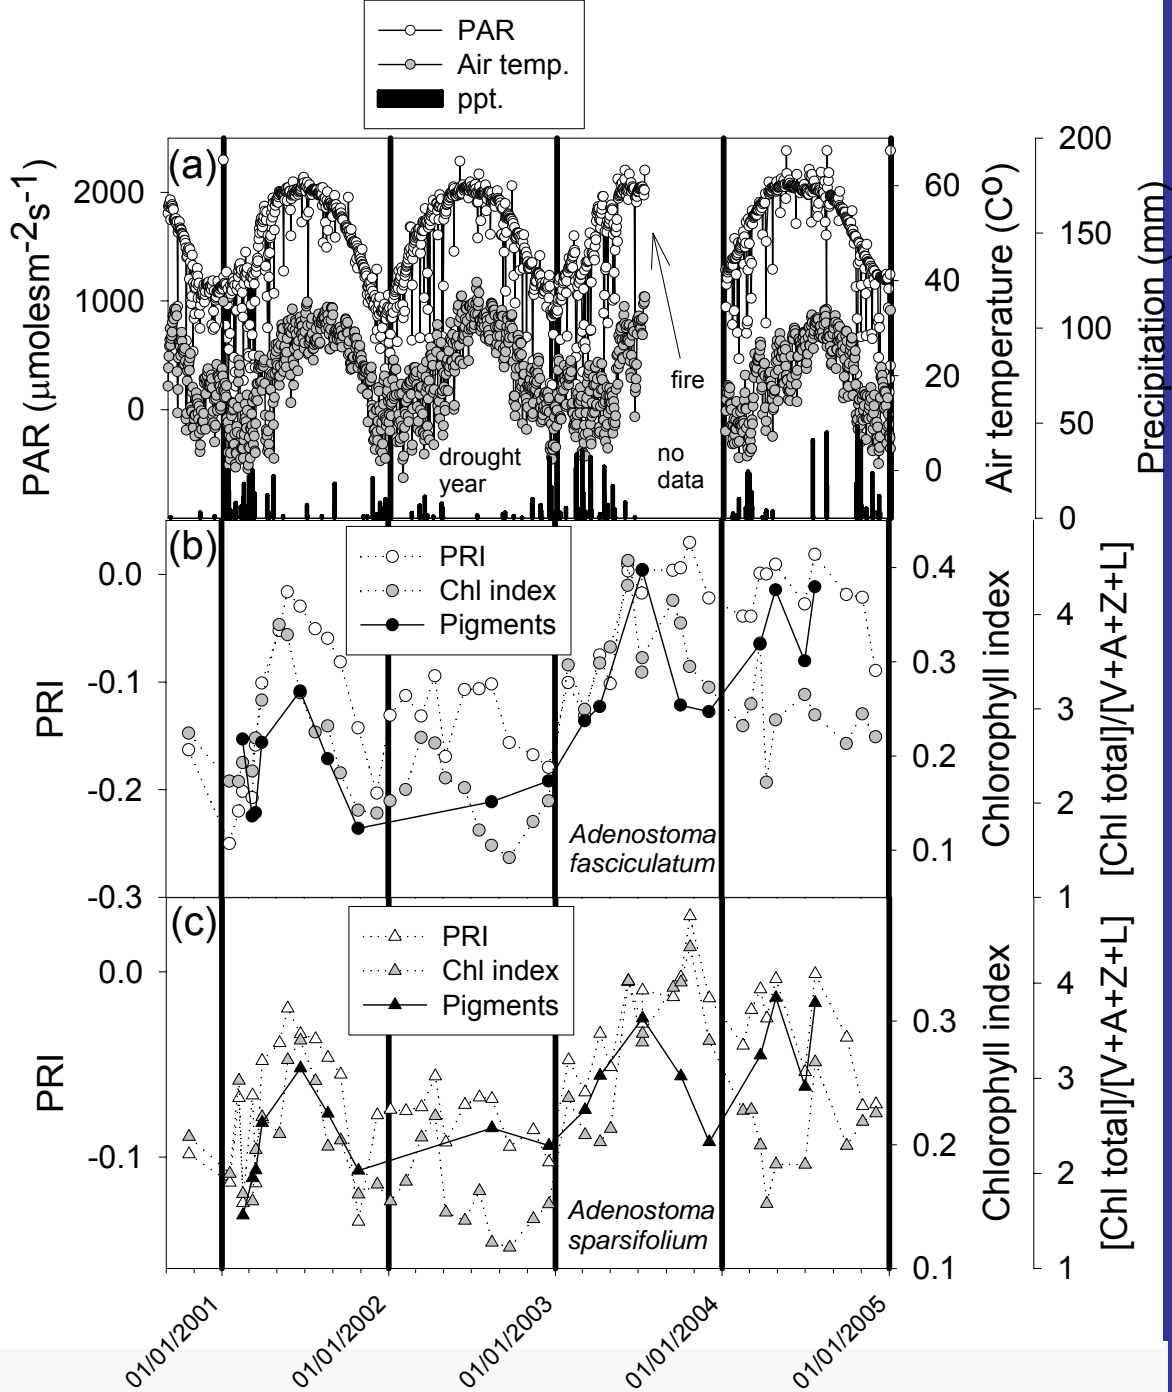 PAR
Air temp.
ppt.
(a)
2000
1000
0
PAR (μmolesm-2s-1)
60
40
20
0
Air temperature (Cº)
200
150
100
50
0
Precipitation (mm)
fire
drought
year
no
data
(b)
PRI
Chl index
Pigments
0.0
-0.1
-0.2
-0.3
PRI
0.4
0.3
0.2
0.1
Chlorophyll index
4
3
2
1
[Chl total]/[V+A+Z+L]
Adenostoma
fasciculatum
(c)
PRI
Chl index
Pigments
0.0
-0.1
PRI
0.3
0.2
0.1
Chlorophyll index
4
3
2
1
[Chl total]/[V+A+Z+L]
Adenostoma
sparsifolium
01/01/2001
01/01/2002
01/01/2003
01/01/2004
01/01/2005